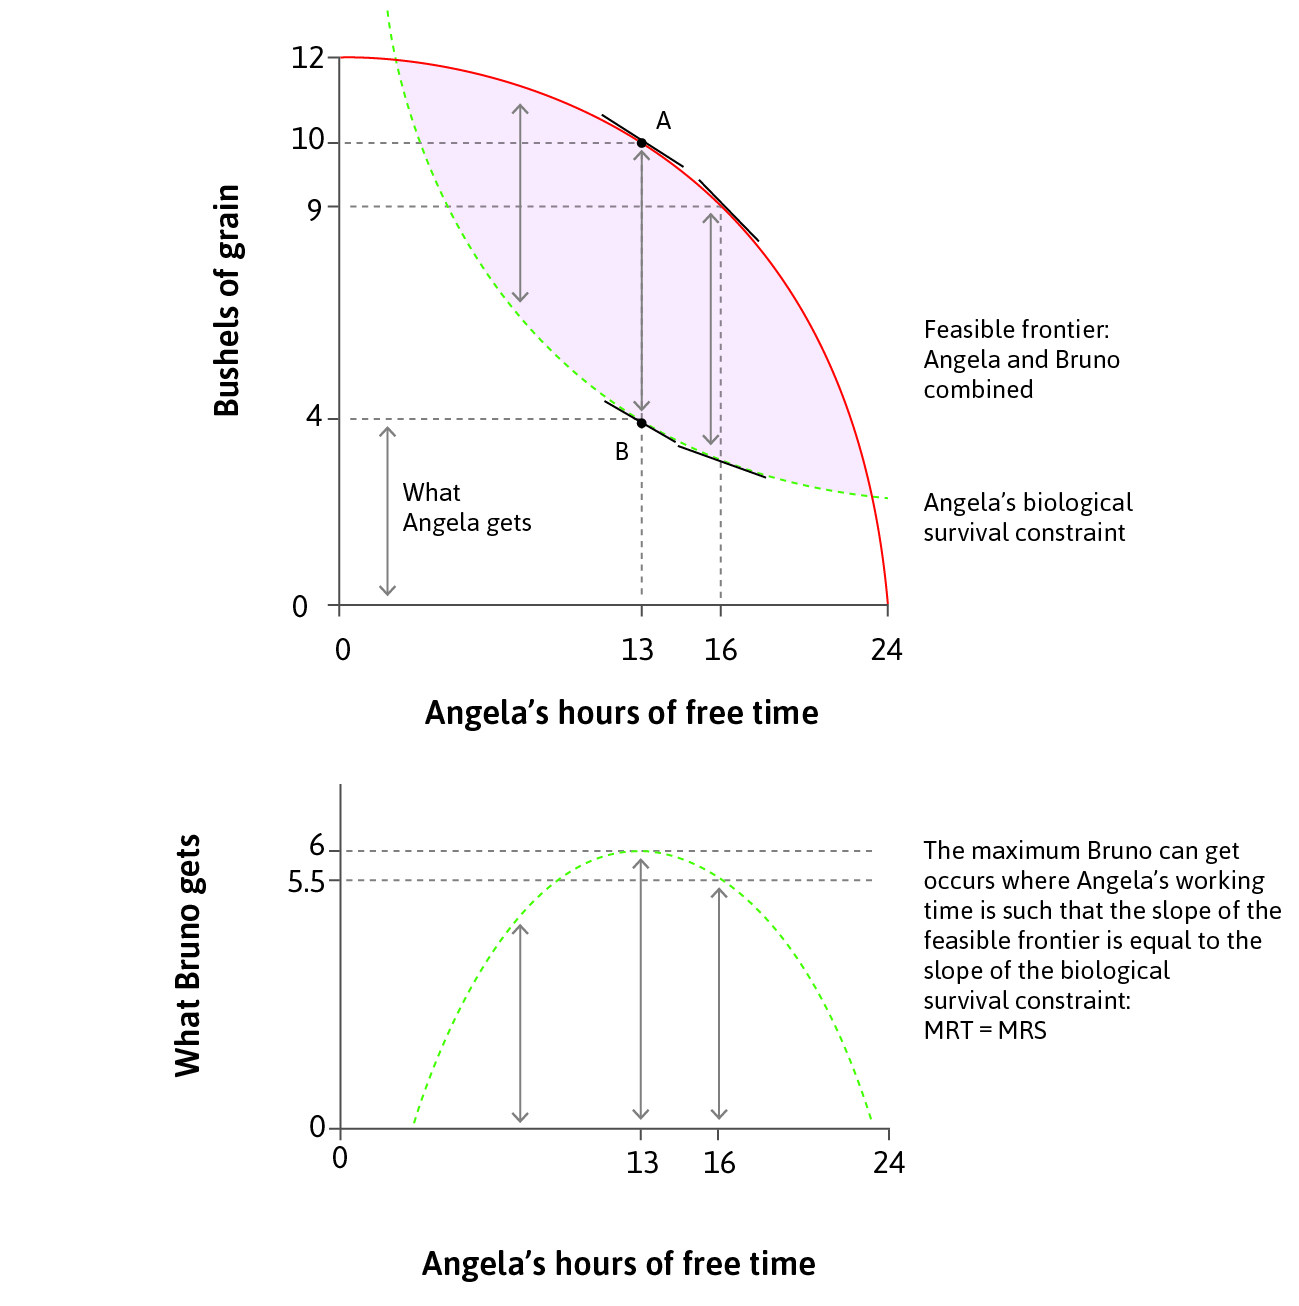 12
A
10
9
Bushels of grain
Feasible frontier:
Angela and Bruno
combined
4
B
What
Angela gets
Angela’s biological
survival constraint
0
0
13
16
24
Angela’s hours of free time
What Bruno gets
6
5.5
The maximum Bruno can get
occurs where Angela’s working
time is such that the slope of the
feasible frontier is equal to the
slope of the biological
survival constraint:
MRT = MRS
0
0
13
16
24
Angela’s hours of free time